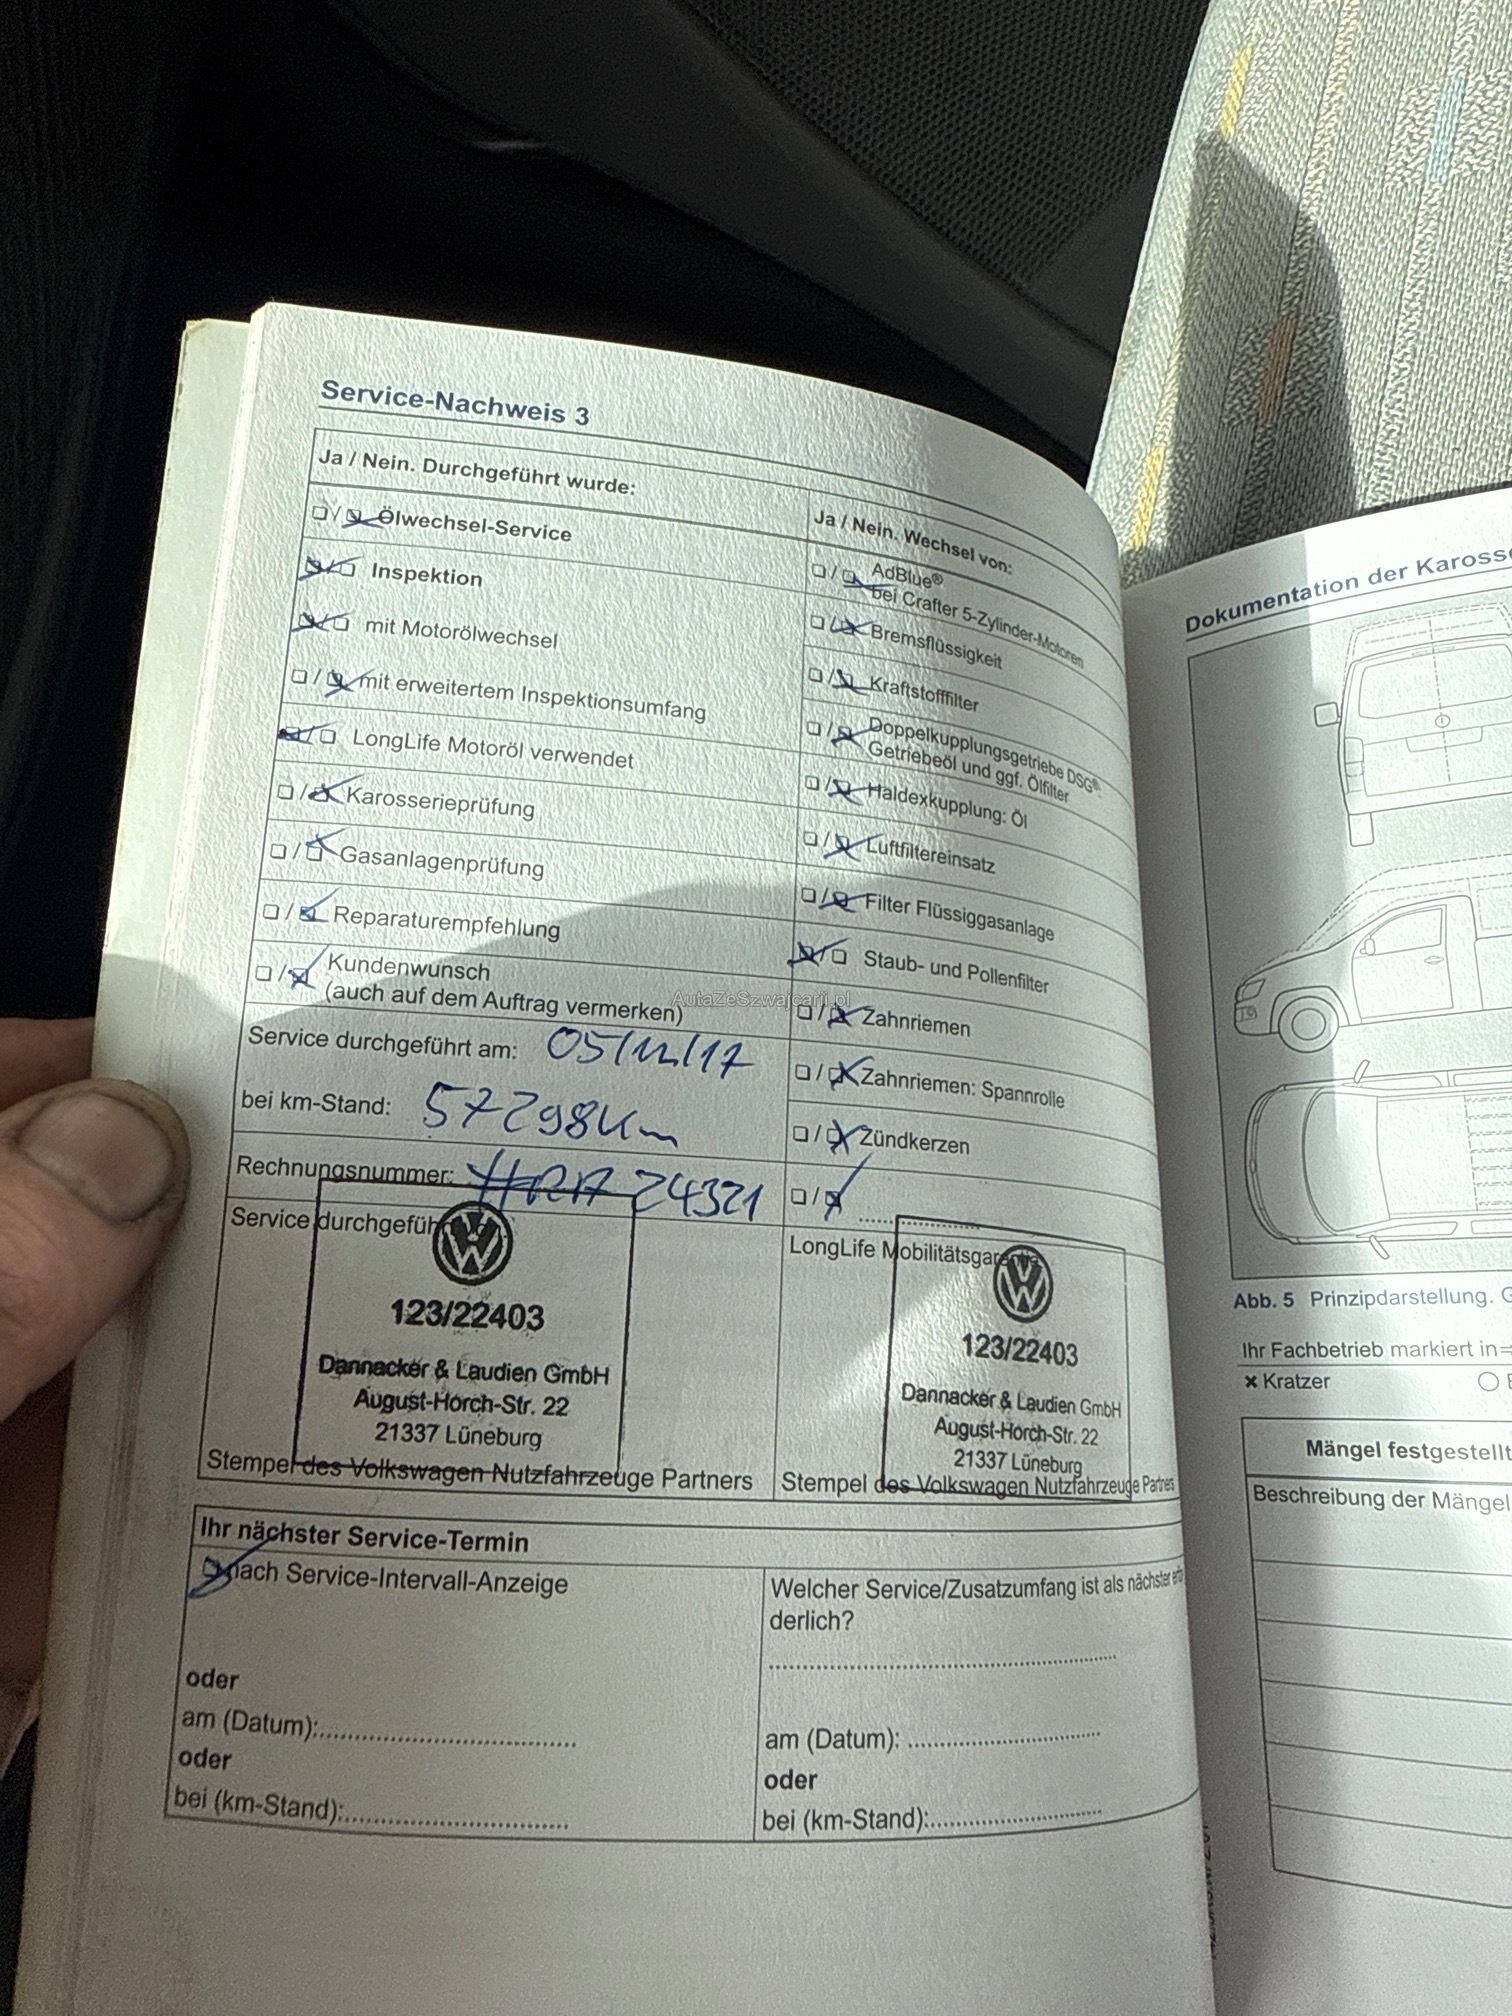 Service-Nachweis 3
Ja / Nein. Durchgeführt wurde:
Ölwechsel-Service
Inspektion
mit Motorölwechsel
mit erweitertem Inspektionsumfang
LongLife Motoröl verwendet
Karosserieprüfung
Gasanlagenprüfung
Reparaturempfehlung
Kundenwunsch
(auch auf dem Auftrag vermerken)
Service durchgeführt am: 05/12/17
bei km-Stand: 57298Km
Rechnungsnummer: 24321
Service durchgeführ
123/22403
Dannacker & Laudien GmbH
August-Horch-Str. 22
21337 Lüneburg
Stempel des Volkswagen Nutzfahrzeuge Partners
Ja / Nein. Wechsel von:
AdBlue®
bei Crafter 5-Zylinder-Motoren
Bremsflüssigkeit
Kraftstofffilter
Doppelkupplungsgetriebe DSG®:
Getriebeöl und ggf. Ölfilter
Haldexkupplung: Öl
Luftfiltereinsatz
Filter Flüssiggasanlage
Staub- und Pollenfilter
Zahnriemen
Zahnriemen: Spannrolle
Zündkerzen
LongLife Mobilitätsgarantie
123/22403
Dannacker & Laudien GmbH
August-Horch-Str. 22
21337 Lüneburg
Stempel des Volkswagen Nutzfahrzeuge Partners
Ihr nächster Service-Termin
nach Service-Intervall-Anzeige
oder
am (Datum):
oder
bei (km-Stand):
Welcher Service/Zusatzumfang ist als nächster erfor-
derlich?
am (Datum):
oder
bei (km-Stand):
AutaZeSzwajcarii.pl
Dokumentation der Karosse
Abb. 5 Prinzipdarstellung. G
Ihr Fachbetrieb markiert in
Kratzer
Mängel festgestellt
Beschreibung der Mängel